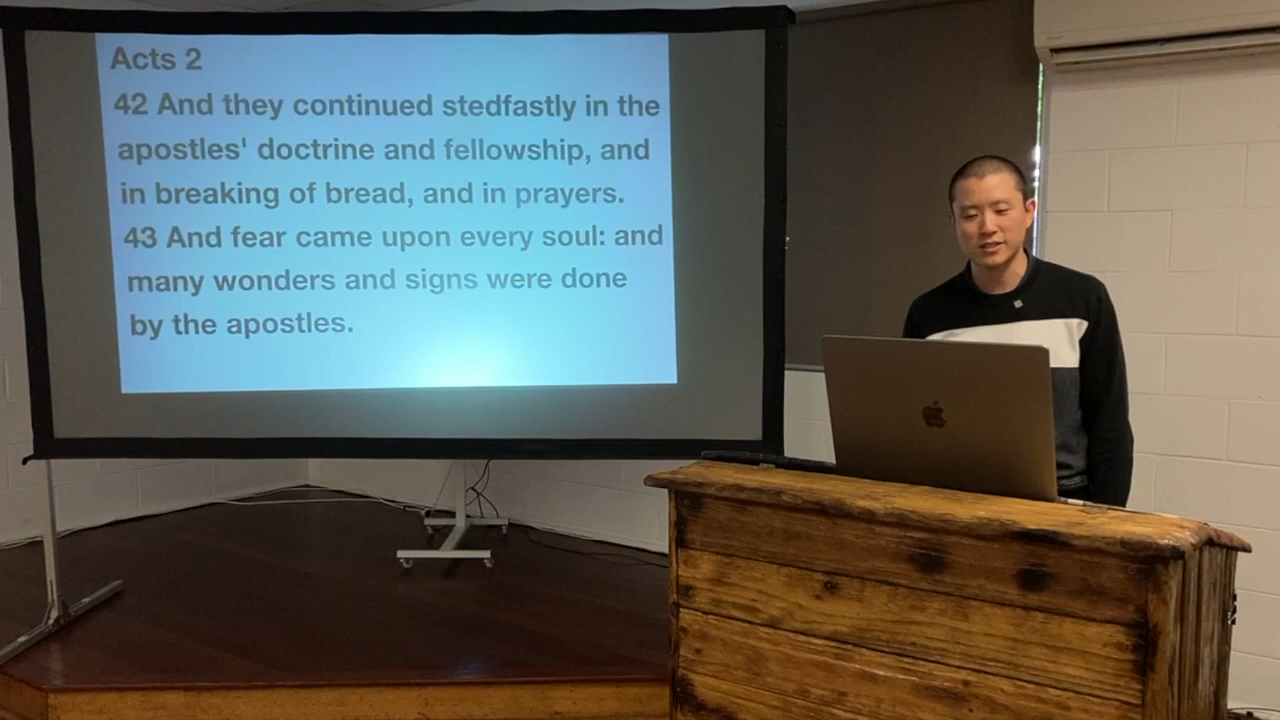 Acts 2
42 And they continued stedfastly in the
apostles' doctrine and fellowship, and
in breaking of bread, and in prayers.
43 And fear came upon every soul: and
many wonders and signs were done
by the apostles.